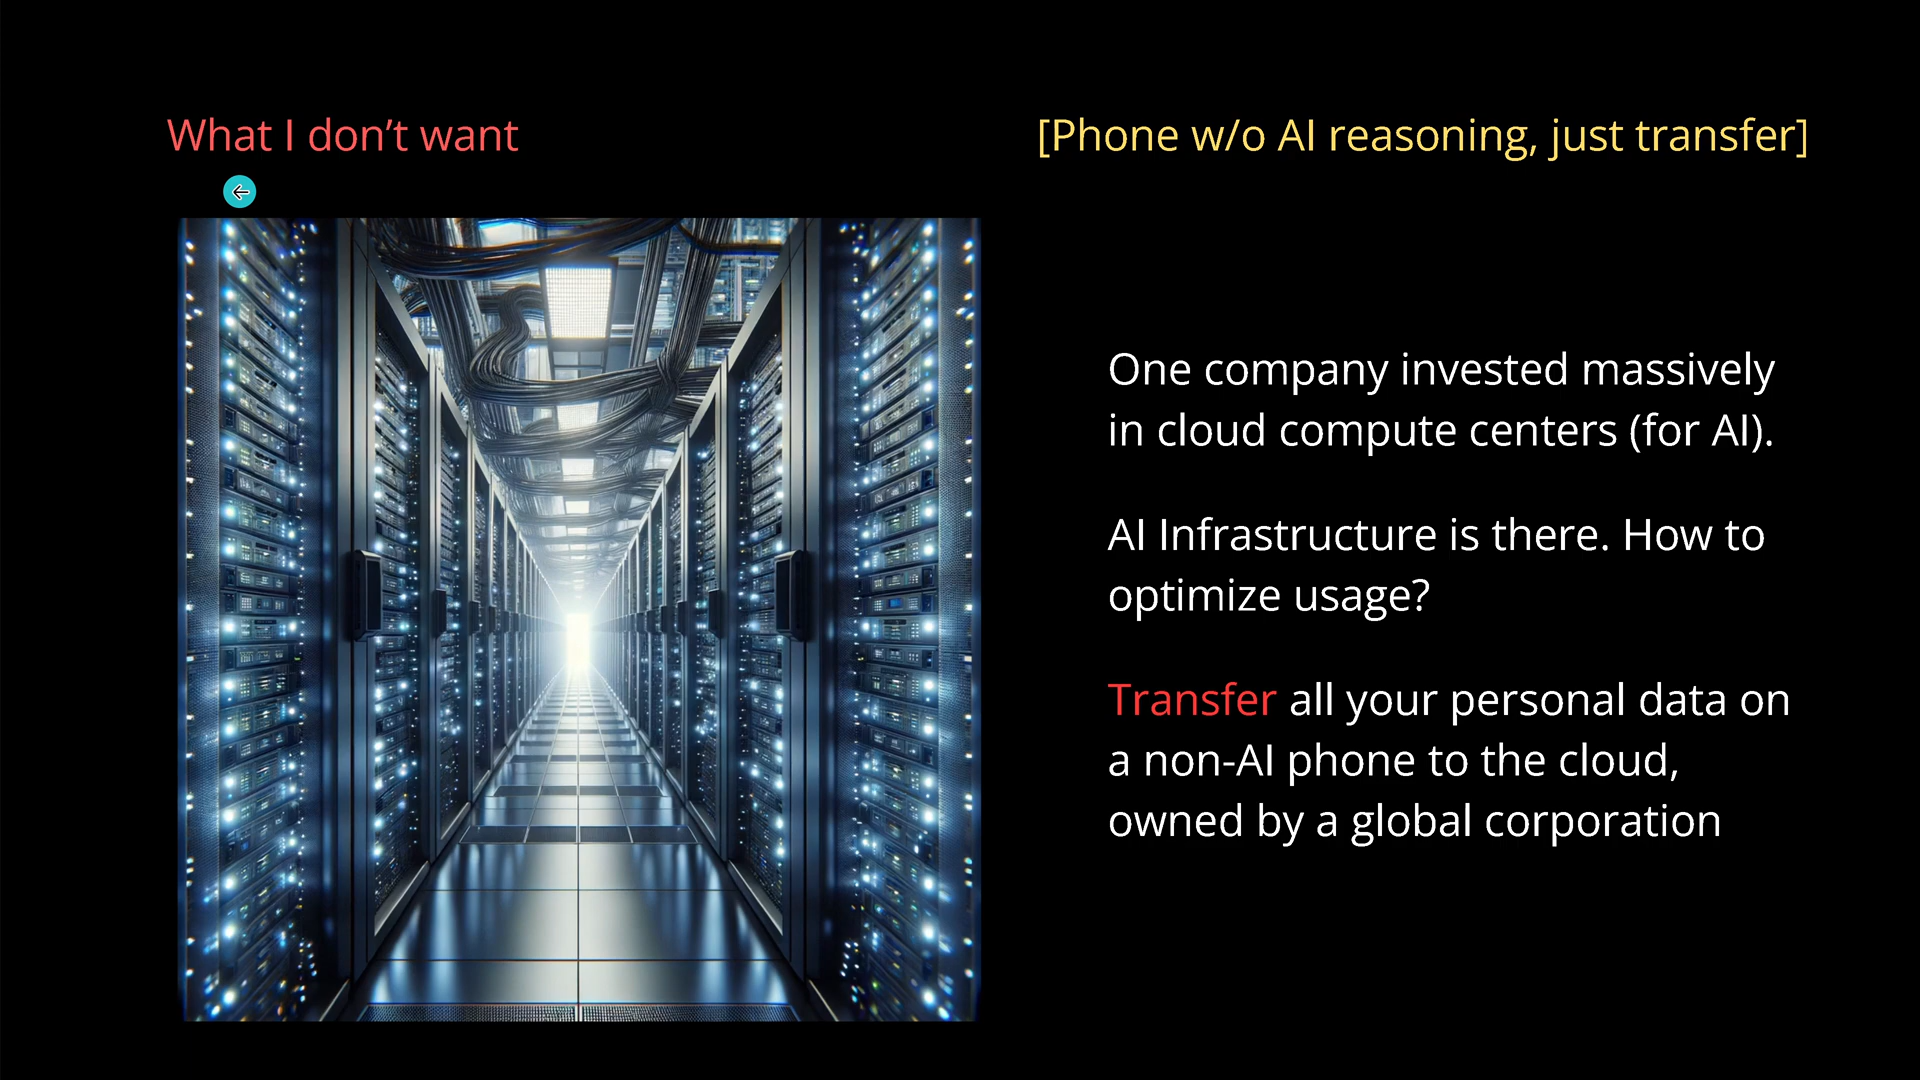 What I don’t want
[Phone w/o AI reasoning, just transfer]
One company invested massively
in cloud compute centers (for AI).
AI Infrastructure is there. How to
optimize usage?
Transfer all your personal data on
a non-AI phone to the cloud,
owned by a global corporation